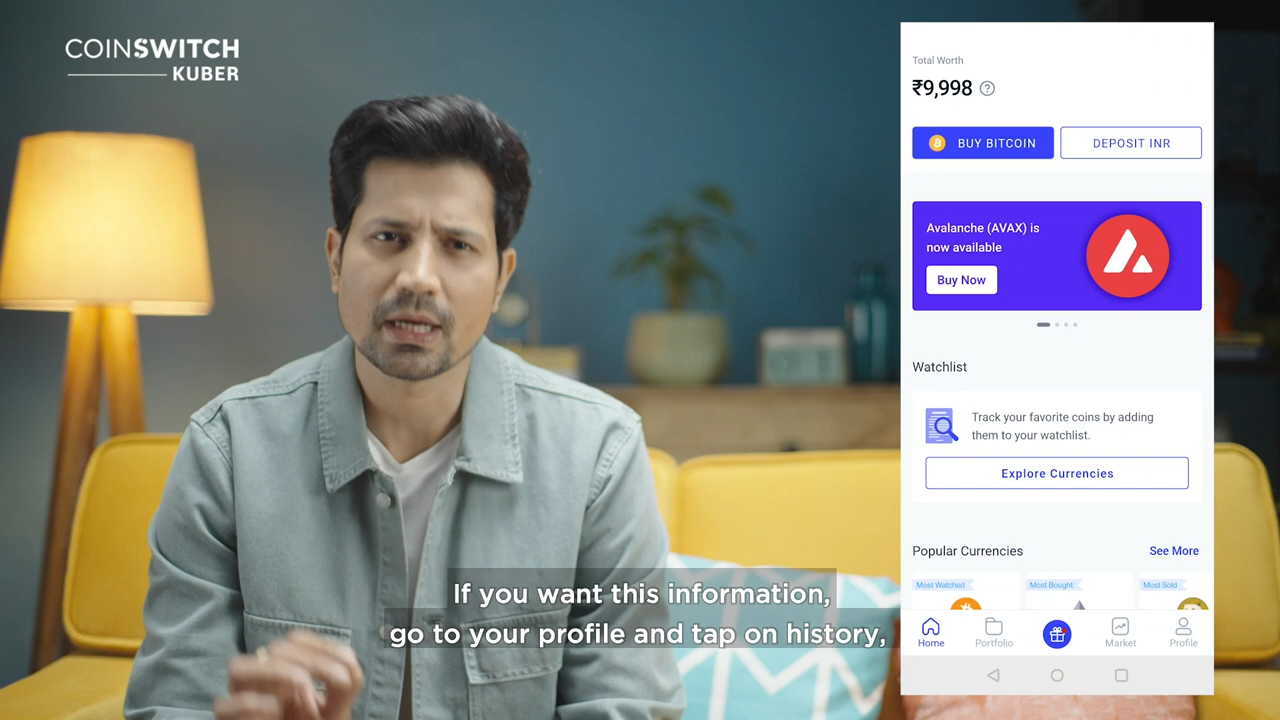 COINSWITCH
KUBER
Total Worth
₹9,998
BUY BITCOIN
DEPOSIT INR
Avalanche (AVAX) is
now available
Buy Now
Watchlist
Track your favorite coins by adding
them to your watchlist.
Explore Currencies
Popular Currencies
See More
Most Watched
Most Bought
Most Sold
Home
Portfolio
Market
Profile
If you want this information,
go to your profile and tap on history,